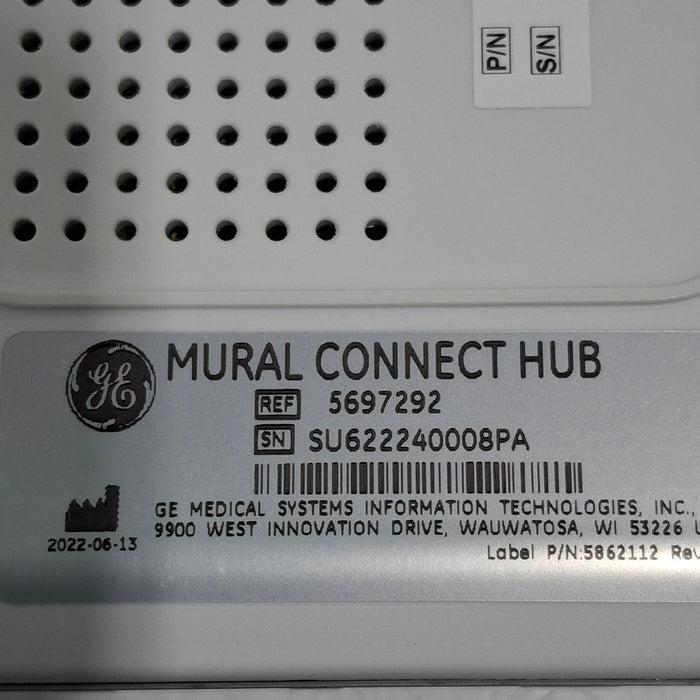 P/N
S/N
GE
MURAL CONNECT HUB
REF 5697292
SN SU622240008PA
GE MEDICAL SYSTEMS INFORMATION TECHNOLOGIES, INC.,
9900 WEST INNOVATION DRIVE, WAUWATOSA, WI 53226 U
2022-06-13
Label P/N:5862112 Rev